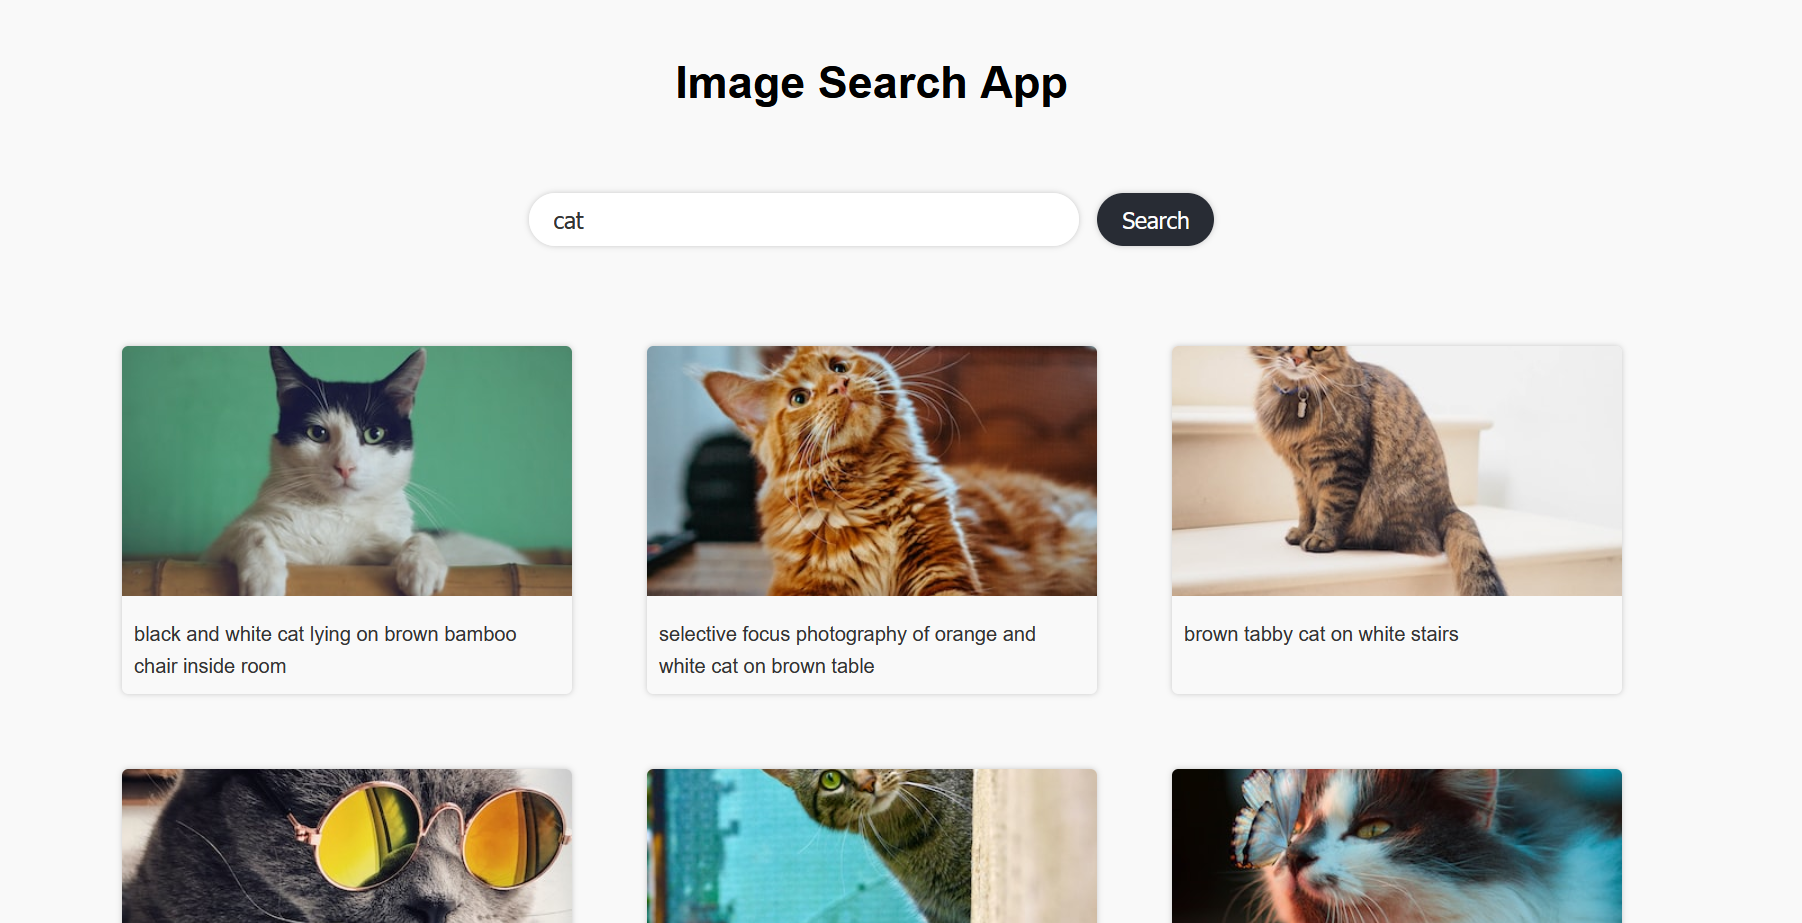 Image Search App
cat
Search
black and white cat lying on brown bamboo
chair inside room
selective focus photography of orange and
white cat on brown table
brown tabby cat on white stairs